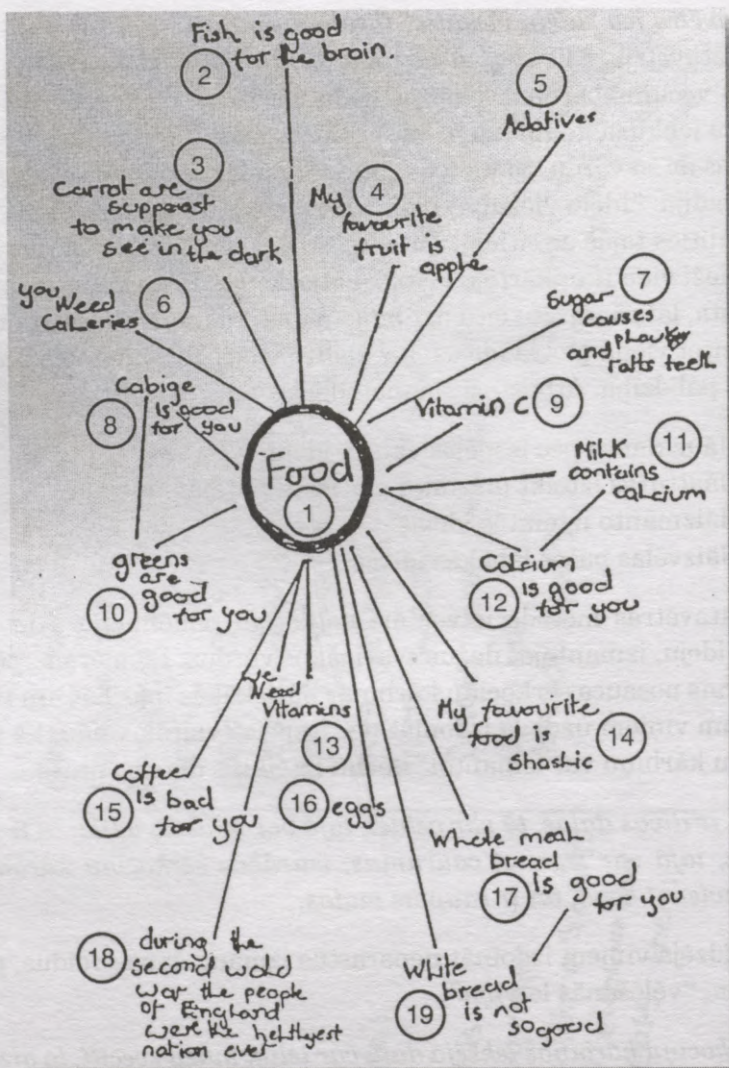 Fish is good
for the brain.
2
5
Adatives
3
Carrot are
suppost
to make you
see in the dark
My
4
favourite
fruit is
apple
you Need
Caleries
6
Sugar
7
causes
and plauky
ratts teeth
Cabige
is good
for you
8
Vitamin C
9
Food
1
Milk
11
contains
calcium
greens
are
good
for you
10
Calcium
is good
for you
12
We
Need
Vitamins
13
My favourite
food is
Shastic
14
Coffee
is bad
for you
15
16
eggs
Whole meal
bread
17
Is good
for you
18
during the
second wold
war the people
of England
were the helthyest
nation ever
White
bread
19
is not
so good